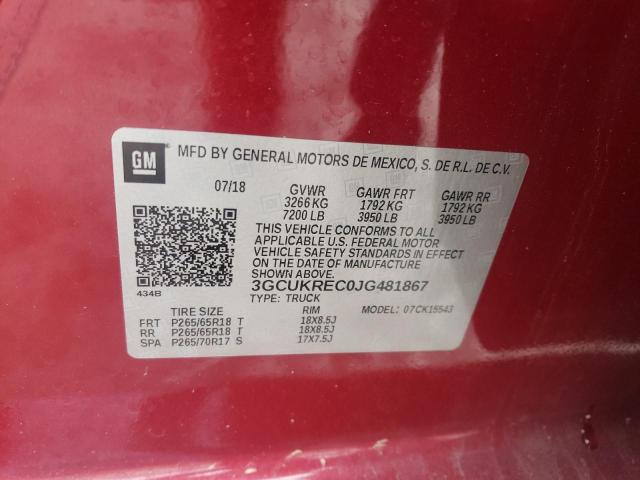 GM
MFD BY GENERAL MOTORS DE MEXICO, S. DE R.L. DE C.V.
07/18 GVWR GAWR FRT GAWR RR
3266 KG 1792 KG 1792 KG
7200 LB 3950 LB 3950 LB
THIS VEHICLE CONFORMS TO ALL
APPLICABLE U.S. FEDERAL MOTOR
VEHICLE SAFETY STANDARDS IN EFFECT
ON THE DATE OF MANUFACTURE
SHOWN ABOVE.
3GCUKREC0JG481867
434B TYPE: TRUCK MODEL: 07CK15543
TIRE SIZE RIM
FRT P265/65R18 T 18X8.5J
RR P265/65R18 T 18X8.5J
SPA P265/70R17 S 17X7.5J